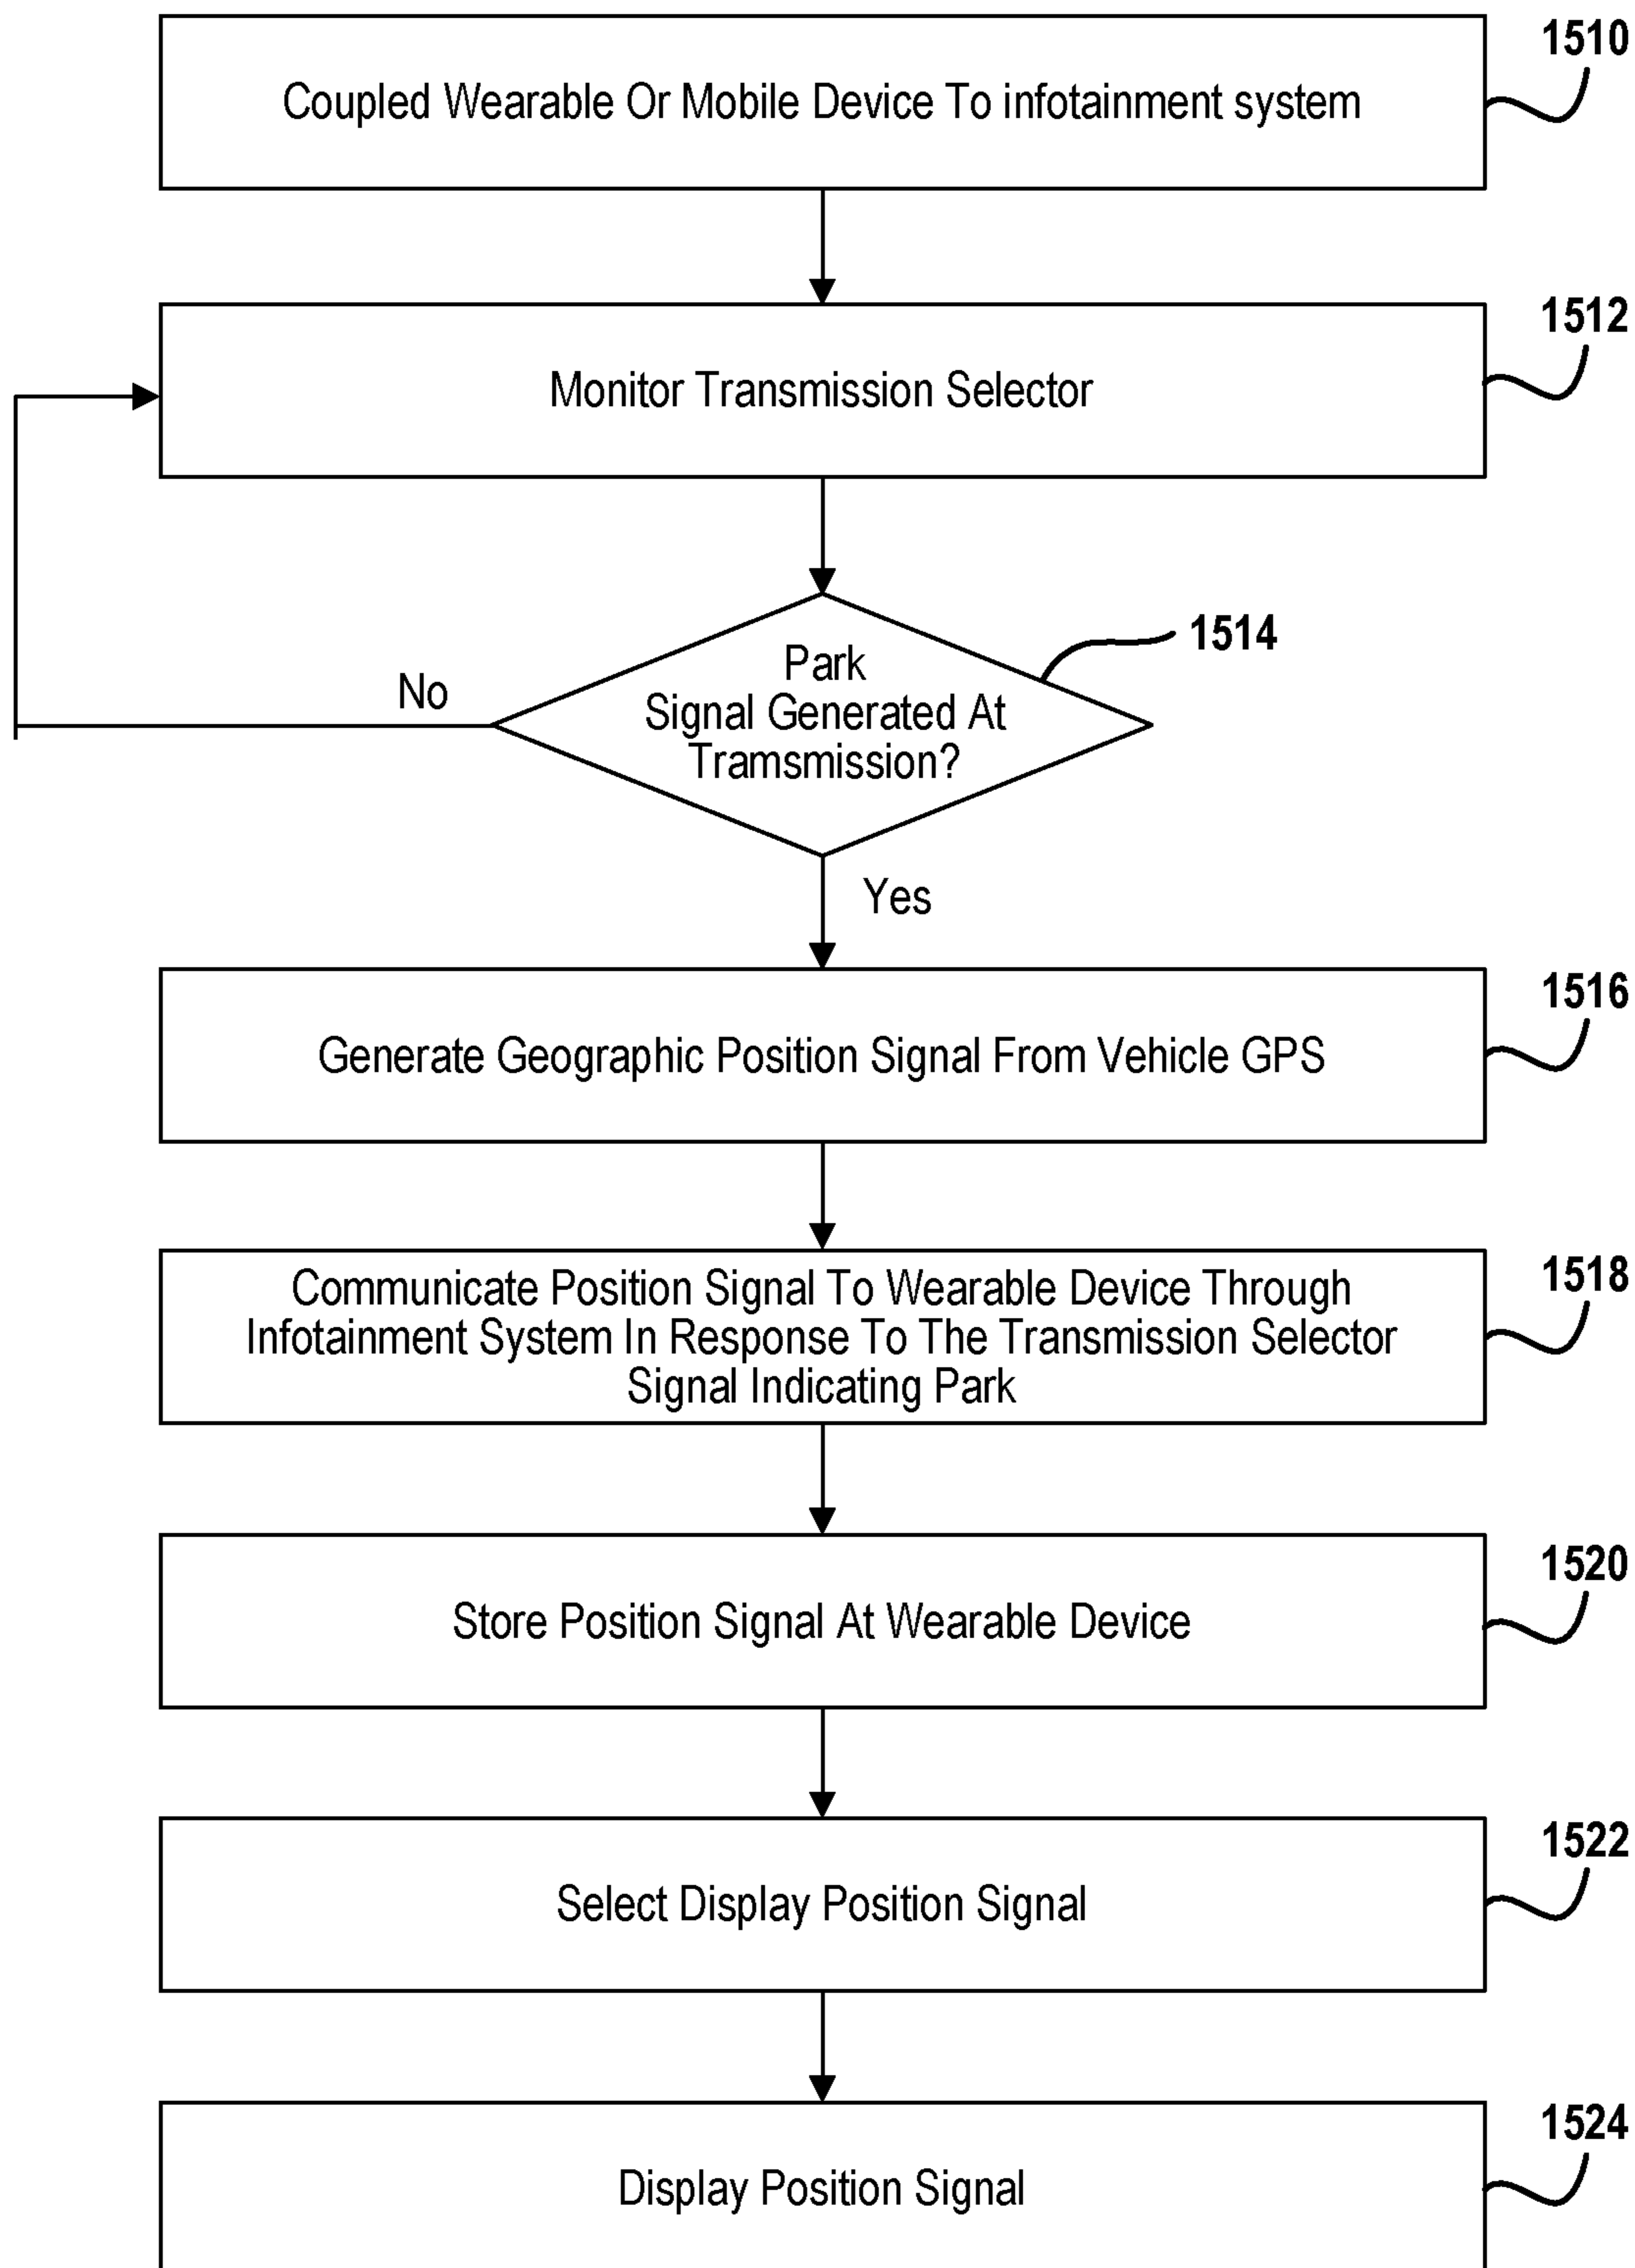 1510
Coupled Wearable Or Mobile Device To infotainment system
1512
Monitor Transmission Selector
1514
Park
Signal Generated At
Tramsmission?
No
Yes
1516
Generate Geographic Position Signal From Vehicle GPS
1518
Communicate Position Signal To Wearable Device Through
Infotainment System In Response To The Transmission Selector
Signal Indicating Park
1520
Store Position Signal At Wearable Device
1522
Select Display Position Signal
1524
Display Position Signal